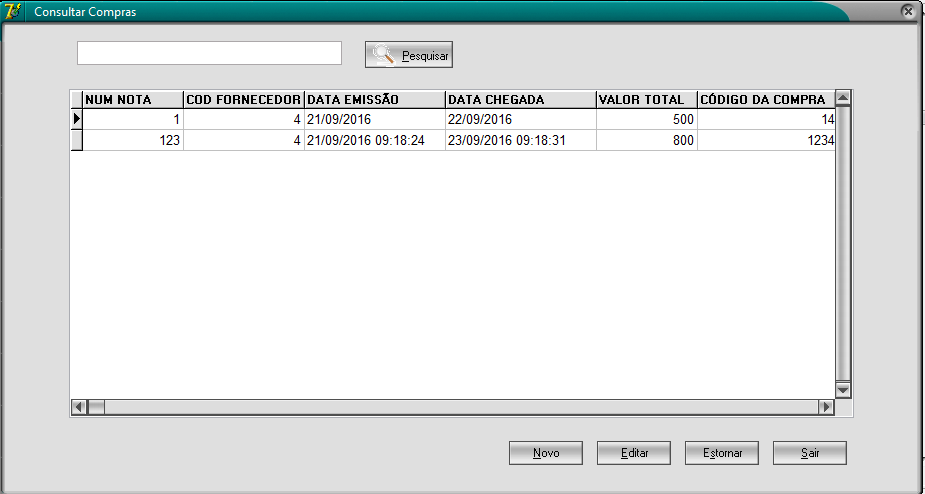 Consultar Compras
Pesquisar
NUM NOTA COD FORNECEDOR DATA EMISSÃO DATA CHEGADA VALOR TOTAL CÓDIGO DA COMPRA
1 4 21/09/2016 22/09/2016 500 14
123 4 21/09/2016 09:18:24 23/09/2016 09:18:31 800 1234
Novo Editar Estornar Sair